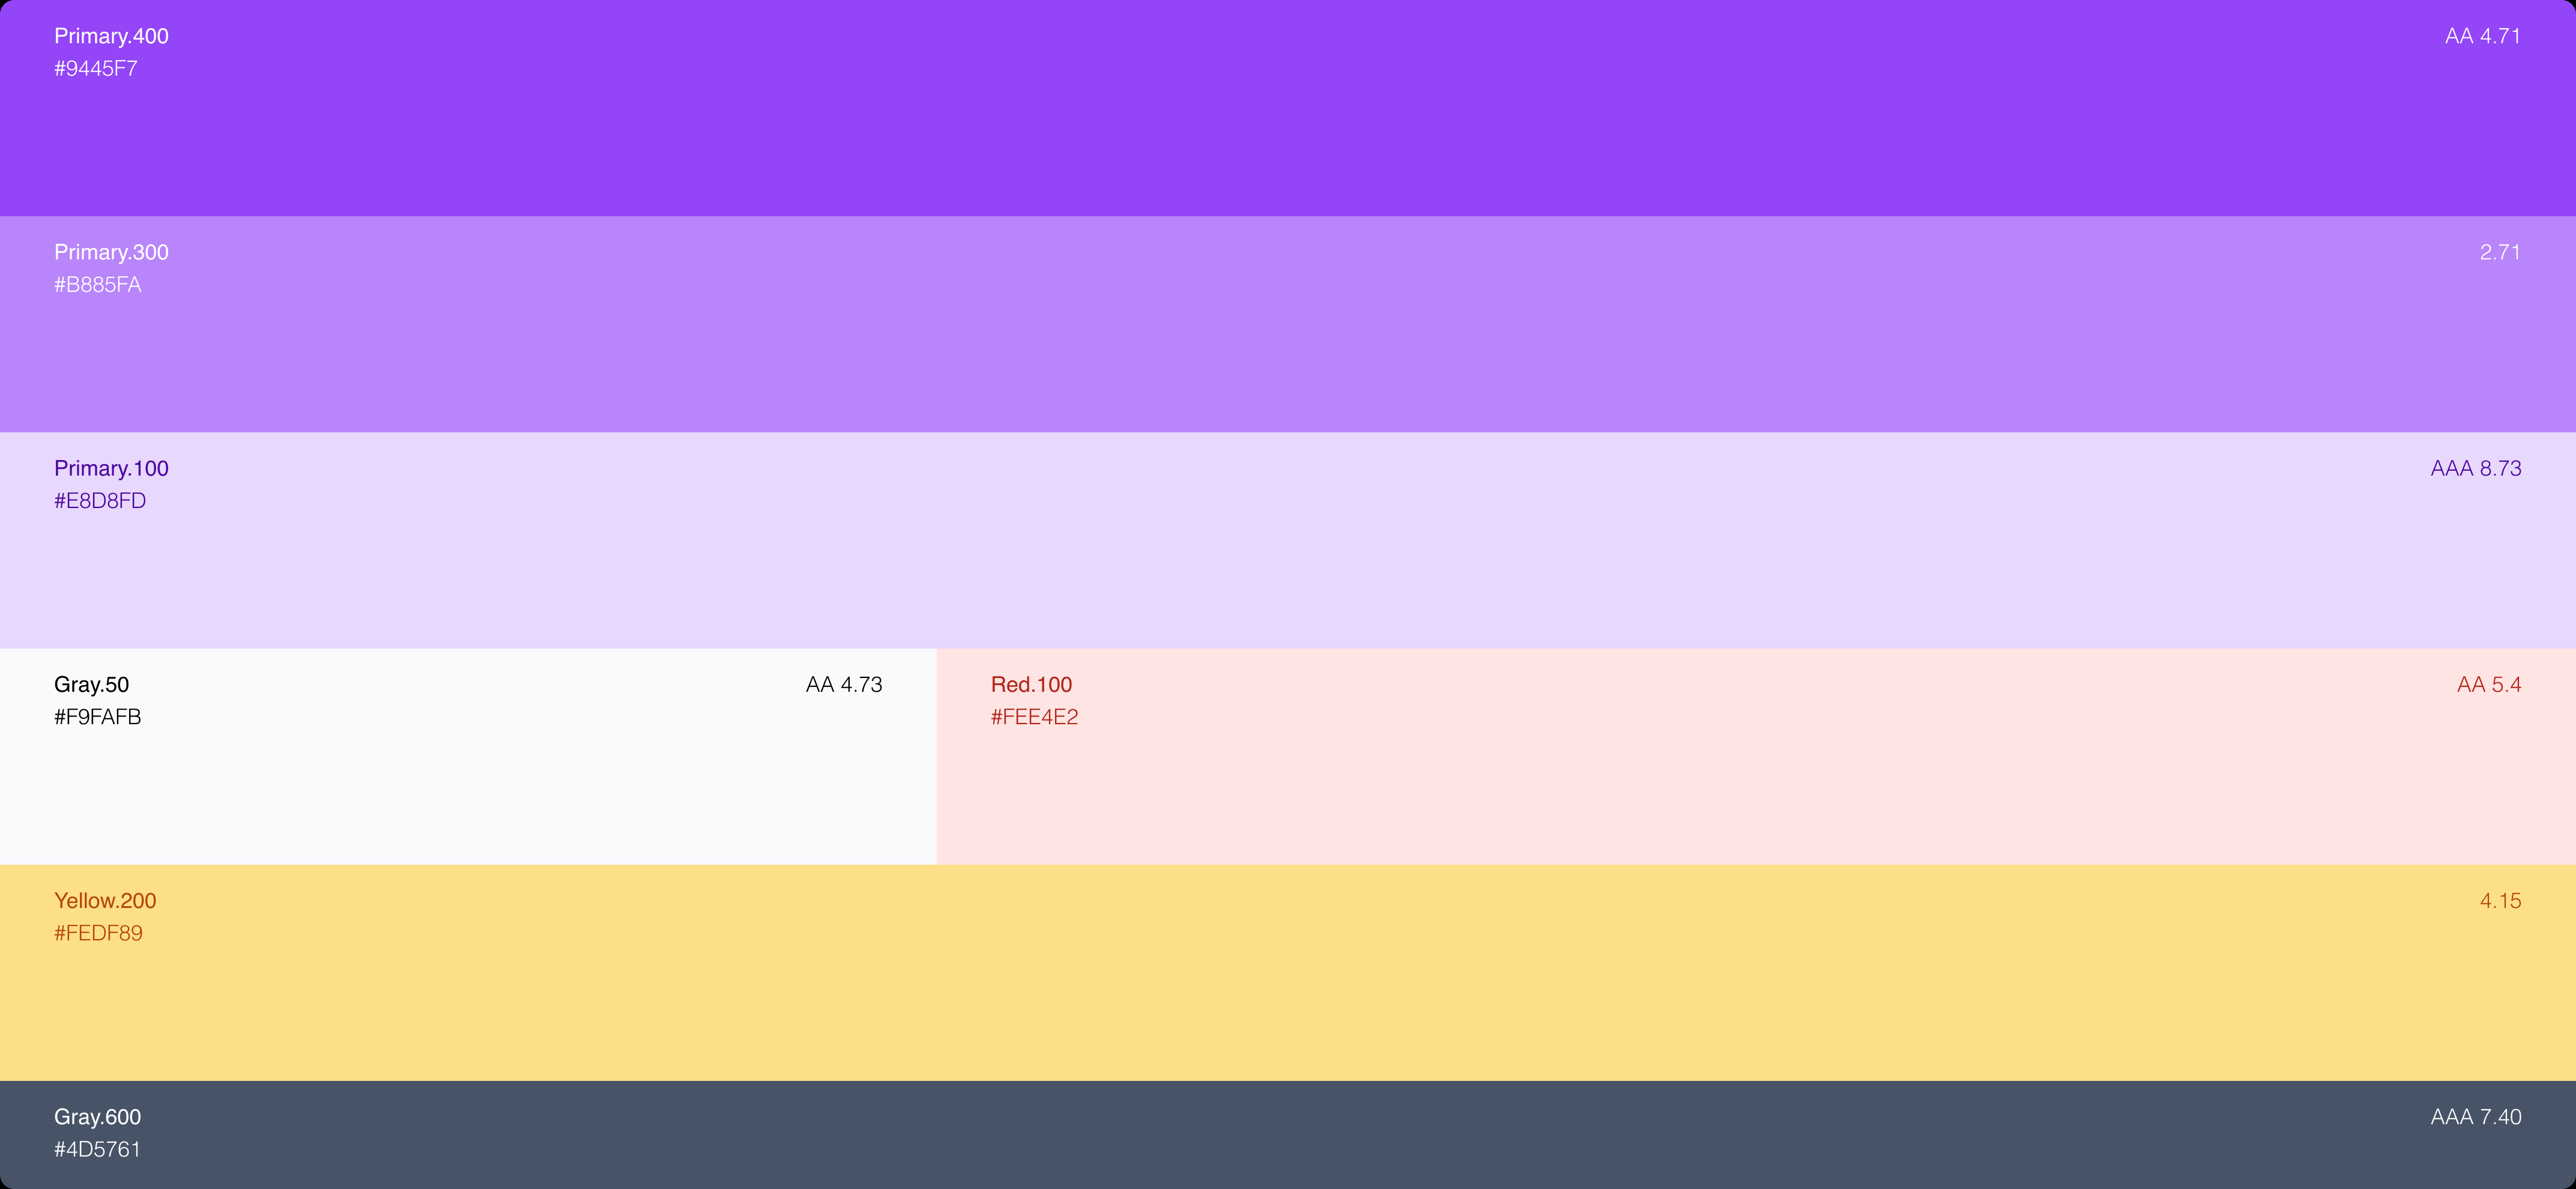 Primary.400 AA 4.71
#9445F7
Primary.300 2.71
#B885FA
Primary.100 AAA 8.73
#E8D8FD
Gray.50 AA 4.73 Red.100 AA 5.4
#F9FAFB #FEE4E2
Yellow.200 4.15
#FEDF89
Gray.600 AAA 7.40
#4D5761